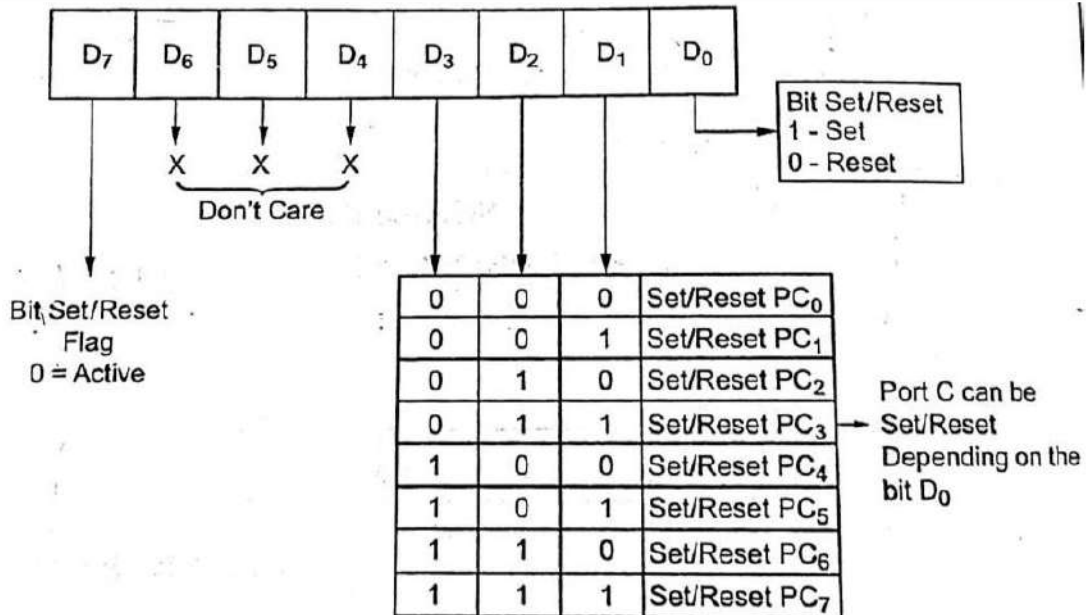 D₇ D₆ D₅ D₄ D₃ D₂ D₁ D₀
Bit Set/Reset
1 - Set
0 - Reset
X X X
Don't Care
Bit Set/Reset
Flag
0 = Active
0 0 0 Set/Reset PC₀
0 0 1 Set/Reset PC₁
0 1 0 Set/Reset PC₂
0 1 1 Set/Reset PC₃
1 0 0 Set/Reset PC₄
1 0 1 Set/Reset PC₅
1 1 0 Set/Reset PC₆
1 1 1 Set/Reset PC₇
Port C can be
Set/Reset
Depending on the
bit D₀